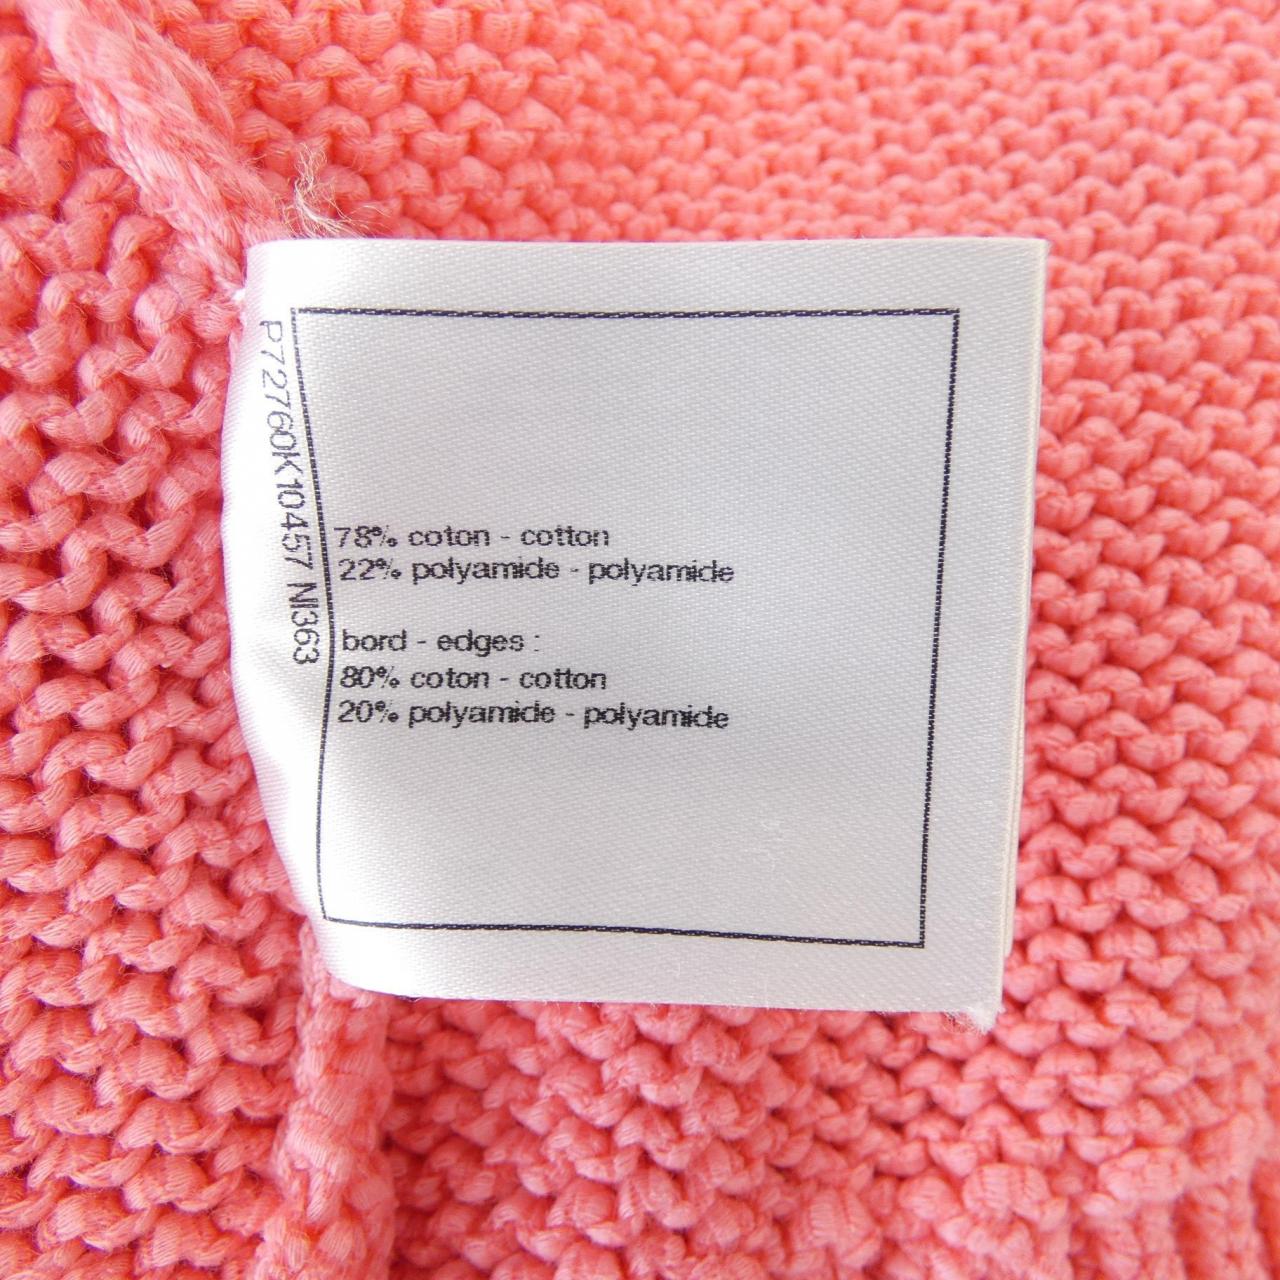 P72760K10457 NI363
78% coton - cotton
22% polyamide - polyamide
bord - edges :
80% coton - cotton
20% polyamide - polyamide